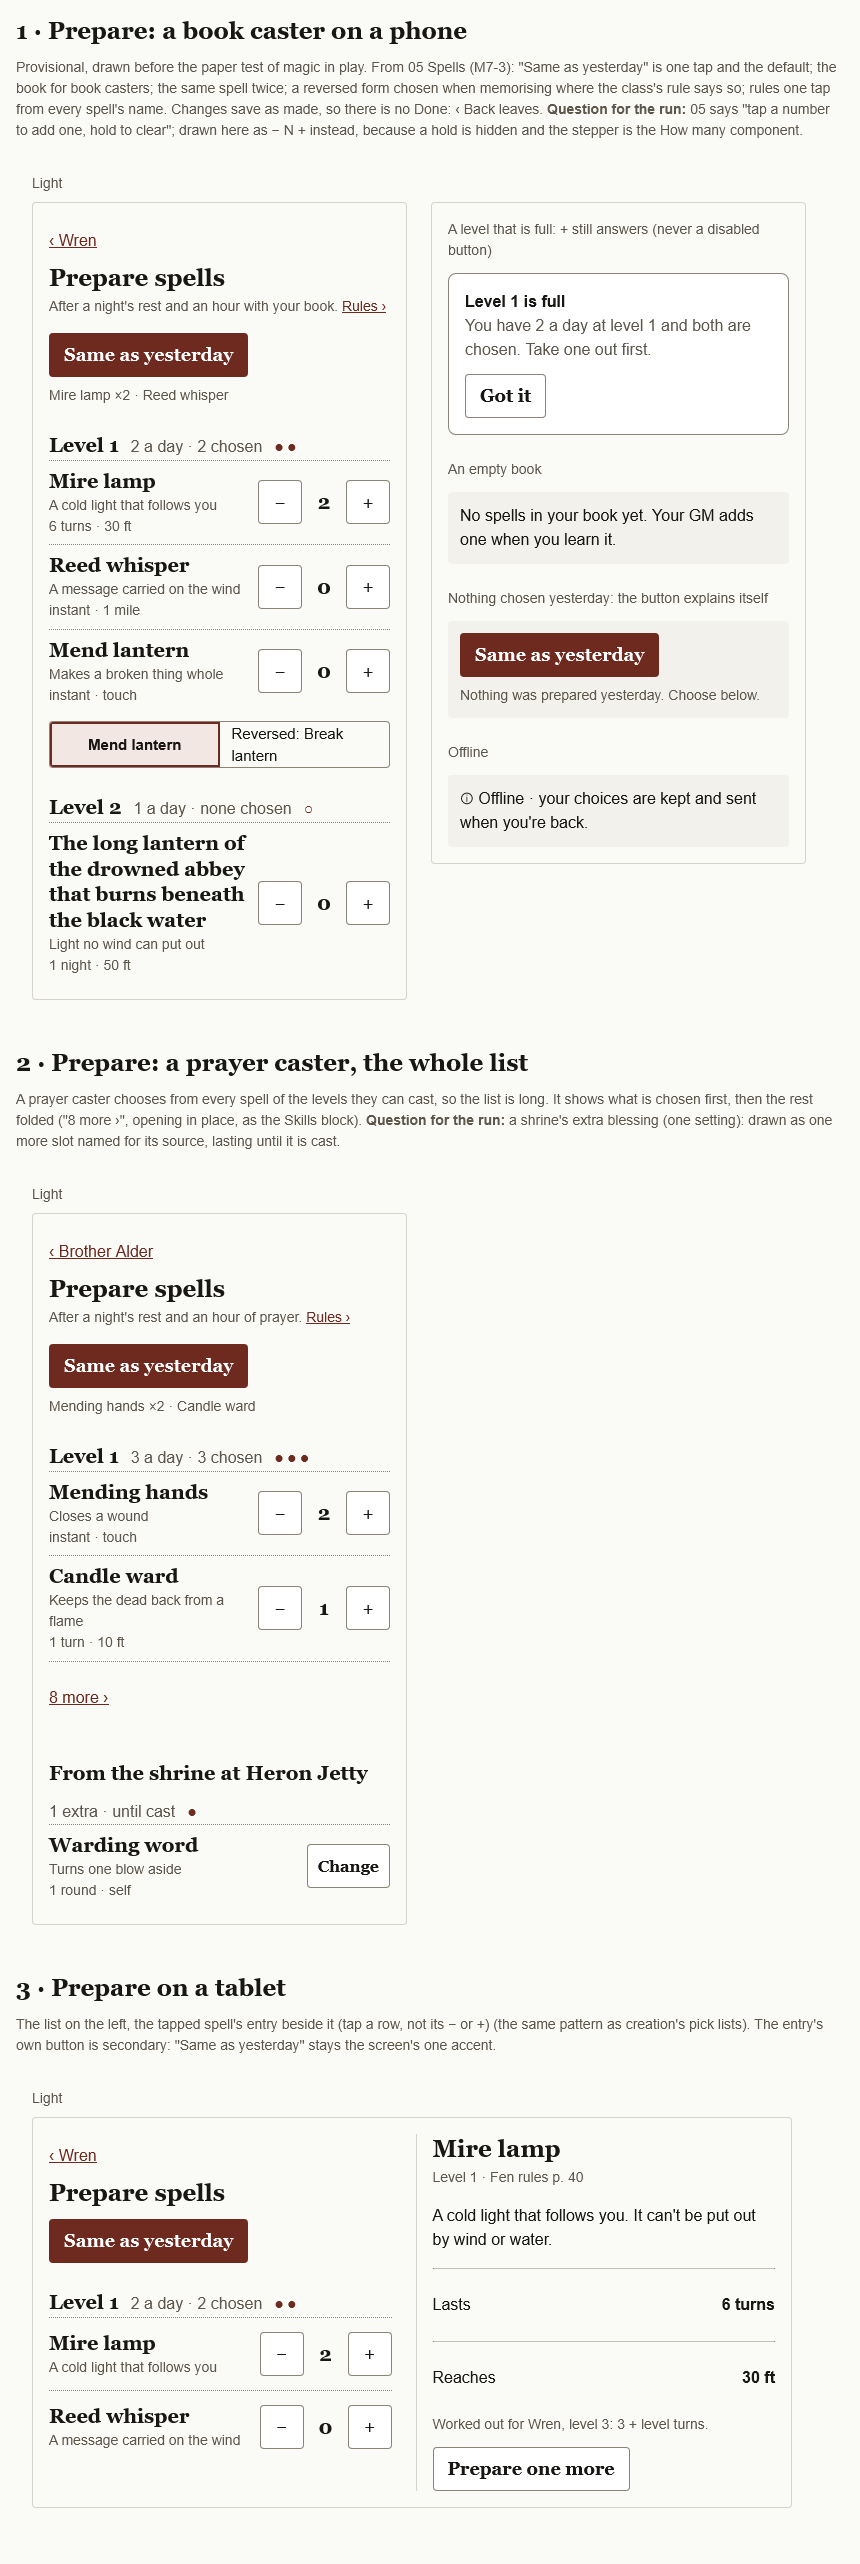 1 · Prepare: a book caster on a phone
Provisional, drawn before the paper test of magic in play. From 05 Spells (M7-3): "Same as yesterday" is one tap and the default; the
book for book casters; the same spell twice; a reversed form chosen when memorising where the class's rule says so; rules one tap
from every spell's name. Changes save as made, so there is no Done: ‹ Back leaves. Question for the run: 05 says "tap a number
to add one, hold to clear"; drawn here as − N + instead, because a hold is hidden and the stepper is the How many component.
Light
‹ Wren
Prepare spells
After a night's rest and an hour with your book. Rules ›
Same as yesterday
Mire lamp ×2 · Reed whisper
Level 1 2 a day · 2 chosen ●●
Mire lamp
A cold light that follows you
6 turns · 30 ft
− 2 +
Reed whisper
A message carried on the wind
instant · 1 mile
− 0 +
Mend lantern
Makes a broken thing whole
instant · touch
− 0 +
Mend lantern
Reversed: Break
lantern
Level 2 1 a day · none chosen ○
The long lantern of
the drowned abbey
that burns beneath
the black water
Light no wind can put out
1 night · 50 ft
− 0 +
A level that is full: + still answers (never a disabled
button)
Level 1 is full
You have 2 a day at level 1 and both are
chosen. Take one out first.
Got it
An empty book
No spells in your book yet. Your GM adds
one when you learn it.
Nothing chosen yesterday: the button explains itself
Same as yesterday
Nothing was prepared yesterday. Choose below.
Offline
Offline · your choices are kept and sent
when you're back.
2 · Prepare: a prayer caster, the whole list
A prayer caster chooses from every spell of the levels they can cast, so the list is long. It shows what is chosen first, then the rest
folded ("8 more ›", opening in place, as the Skills block). Question for the run: a shrine's extra blessing (one setting): drawn as one
more slot named for its source, lasting until it is cast.
Light
‹ Brother Alder
Prepare spells
After a night's rest and an hour of prayer. Rules ›
Same as yesterday
Mending hands ×2 · Candle ward
Level 1 3 a day · 3 chosen ●●●
Mending hands
Closes a wound
instant · touch
− 2 +
Candle ward
Keeps the dead back from a
flame
1 turn · 10 ft
− 1 +
8 more ›
From the shrine at Heron Jetty
1 extra · until cast ●
Warding word
Turns one blow aside
1 round · self
Change
3 · Prepare on a tablet
The list on the left, the tapped spell's entry beside it (tap a row, not its − or +) (the same pattern as creation's pick lists). The entry's
own button is secondary: "Same as yesterday" stays the screen's one accent.
Light
‹ Wren
Prepare spells
Same as yesterday
Level 1 2 a day · 2 chosen ●●
Mire lamp
A cold light that follows you
− 2 +
Reed whisper
A message carried on the wind
− 0 +
Mire lamp
Level 1 · Fen rules p. 40
A cold light that follows you. It can't be put out
by wind or water.
Lasts 6 turns
Reaches 30 ft
Worked out for Wren, level 3: 3 + level turns.
Prepare one more